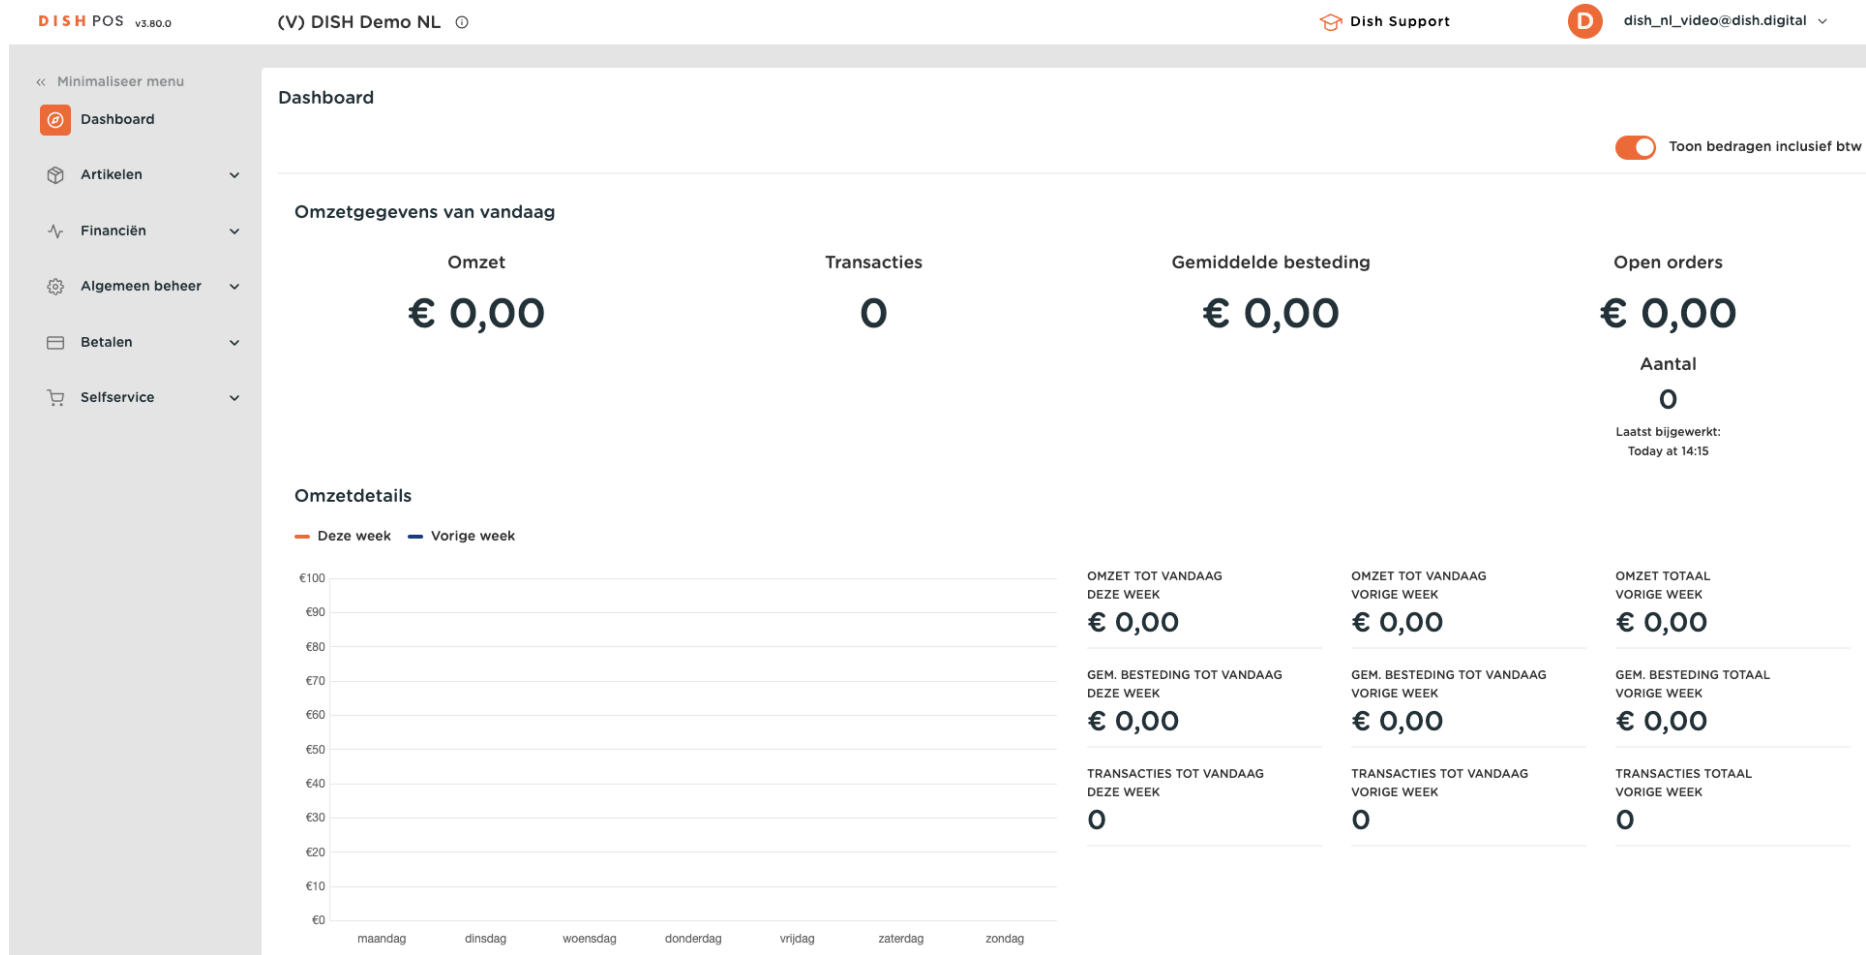 DISH POS v3.80.0
(V) DISH Demo NL
Dish Support
D
dish_nl_video@dish.digital
Minimaliseer menu
Dashboard
Artikelen
Financiën
Algemeen beheer
Betalen
Selfservice
Dashboard
Toon bedragen inclusief btw
Omzetgegevens van vandaag
Omzet
€ 0,00
Transacties
0
Gemiddelde besteding
€ 0,00
Open orders
€ 0,00
Aantal
0
Laatst bijgewerkt:
Today at 14:15
Omzetdetails
Deze week
Vorige week
€100
€90
€80
€70
€60
€50
€40
€30
€20
€10
€0
maandag dinsdag woensdag donderdag vrijdag zaterdag zondag
OMZET TOT VANDAAG
DEZE WEEK
€ 0,00
OMZET TOT VANDAAG
VORIGE WEEK
€ 0,00
OMZET TOTAAL
VORIGE WEEK
€ 0,00
GEM. BESTEDING TOT VANDAAG
DEZE WEEK
€ 0,00
GEM. BESTEDING TOT VANDAAG
VORIGE WEEK
€ 0,00
GEM. BESTEDING TOTAAL
VORIGE WEEK
€ 0,00
TRANSACTIES TOT VANDAAG
DEZE WEEK
0
TRANSACTIES TOT VANDAAG
VORIGE WEEK
0
TRANSACTIES TOTAAL
VORIGE WEEK
0